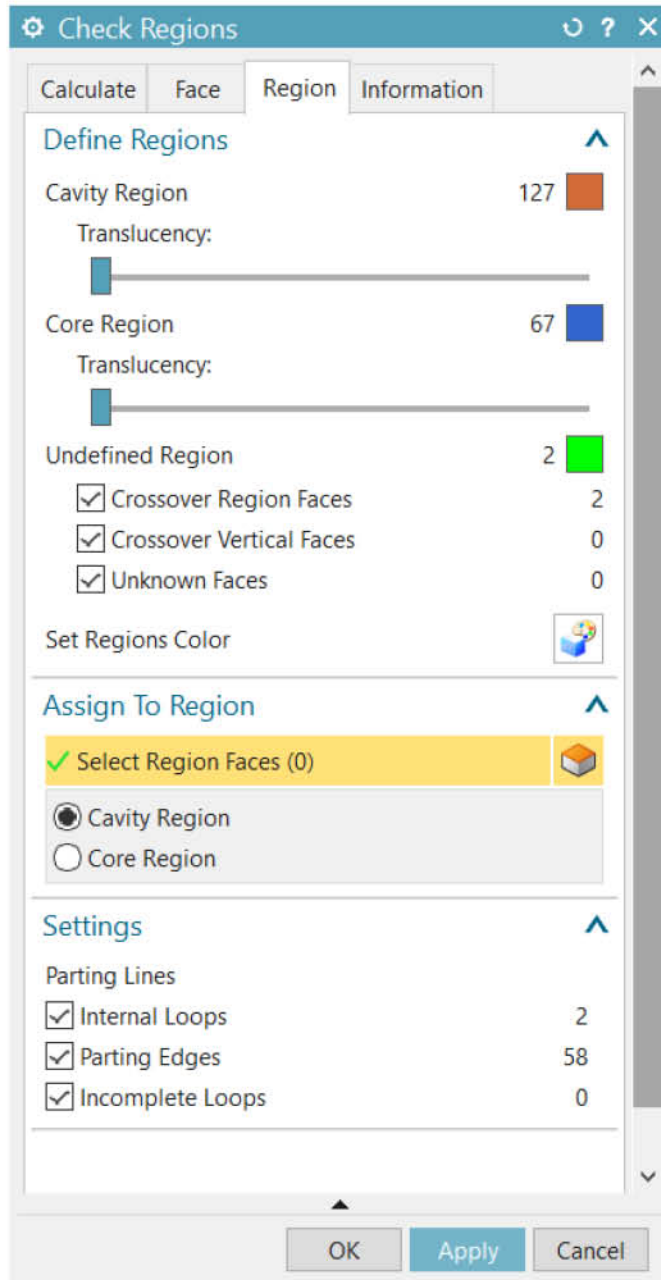 Check Regions ?
Calculate Face Region Information
Define Regions
Cavity Region 127
Translucency:
Core Region 67
Translucency:
Undefined Region 2
Crossover Region Faces 2
Crossover Vertical Faces 0
Unknown Faces 0
Set Regions Color
Assign To Region
Select Region Faces (0)
Cavity Region
Core Region
Settings
Parting Lines
Internal Loops 2
Parting Edges 58
Incomplete Loops 0
OK Apply Cancel